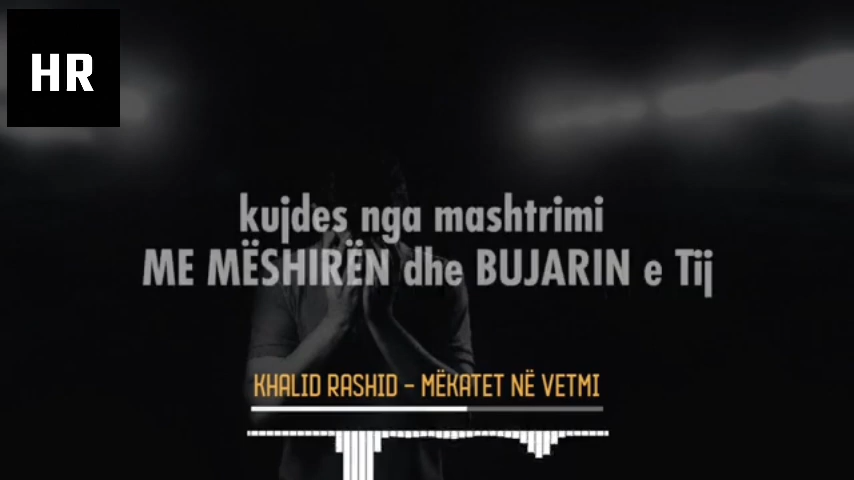 HR
kujdes nga mashtrimi
ME MËSHIRËN dhe BUJARIN e Tij
KHALID RASHID - MËKATET NË VETMI